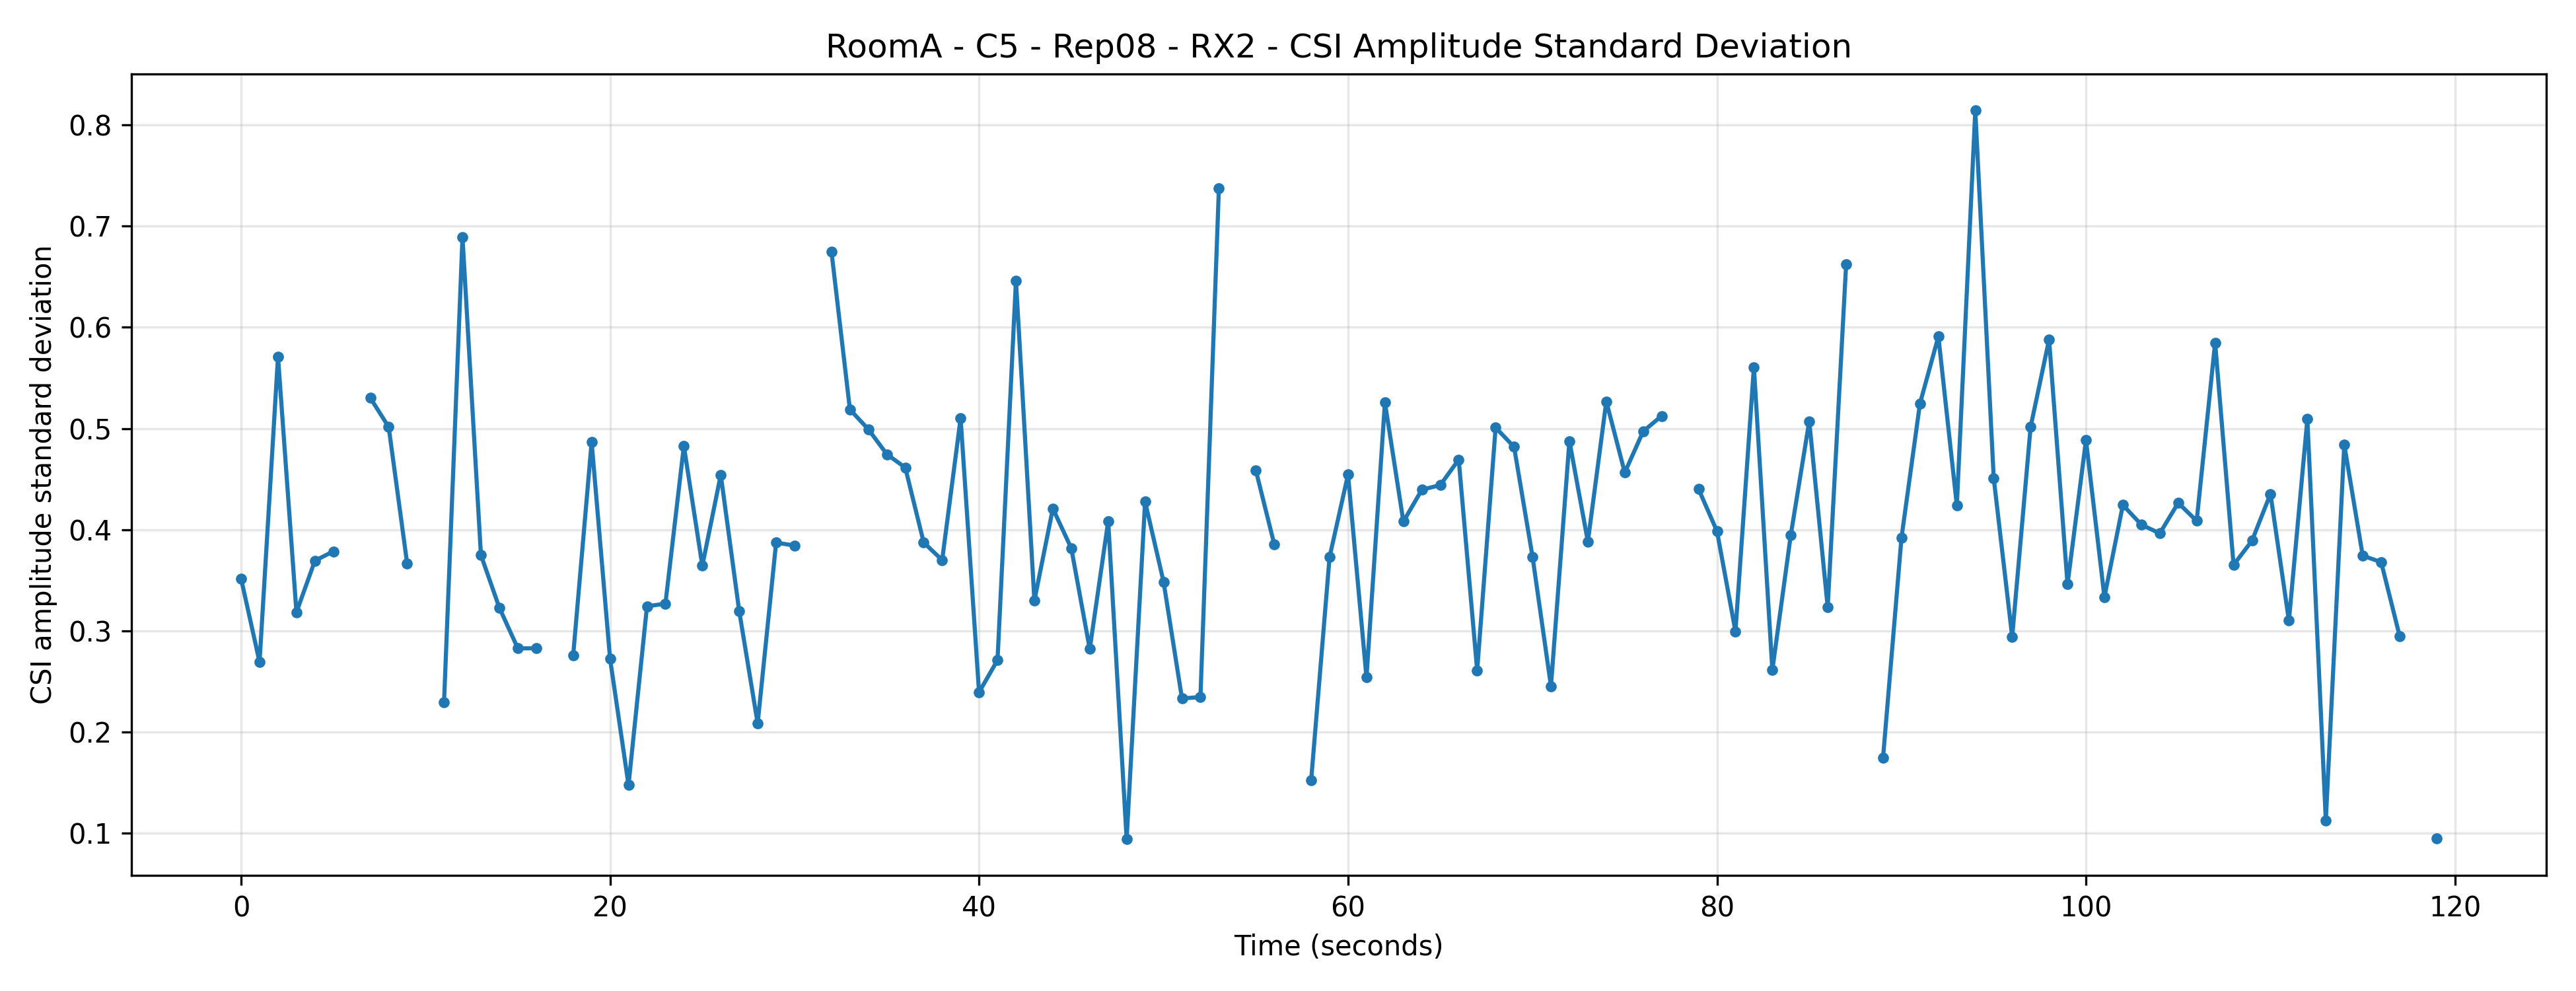 RoomA - C5 - Rep08 - RX2 - CSI Amplitude Standard Deviation
CSI amplitude standard deviation
0.8
0.7
0.6
0.5
0.4
0.3
0.2
0.1
0 20 40 60 80 100 120
Time (seconds)